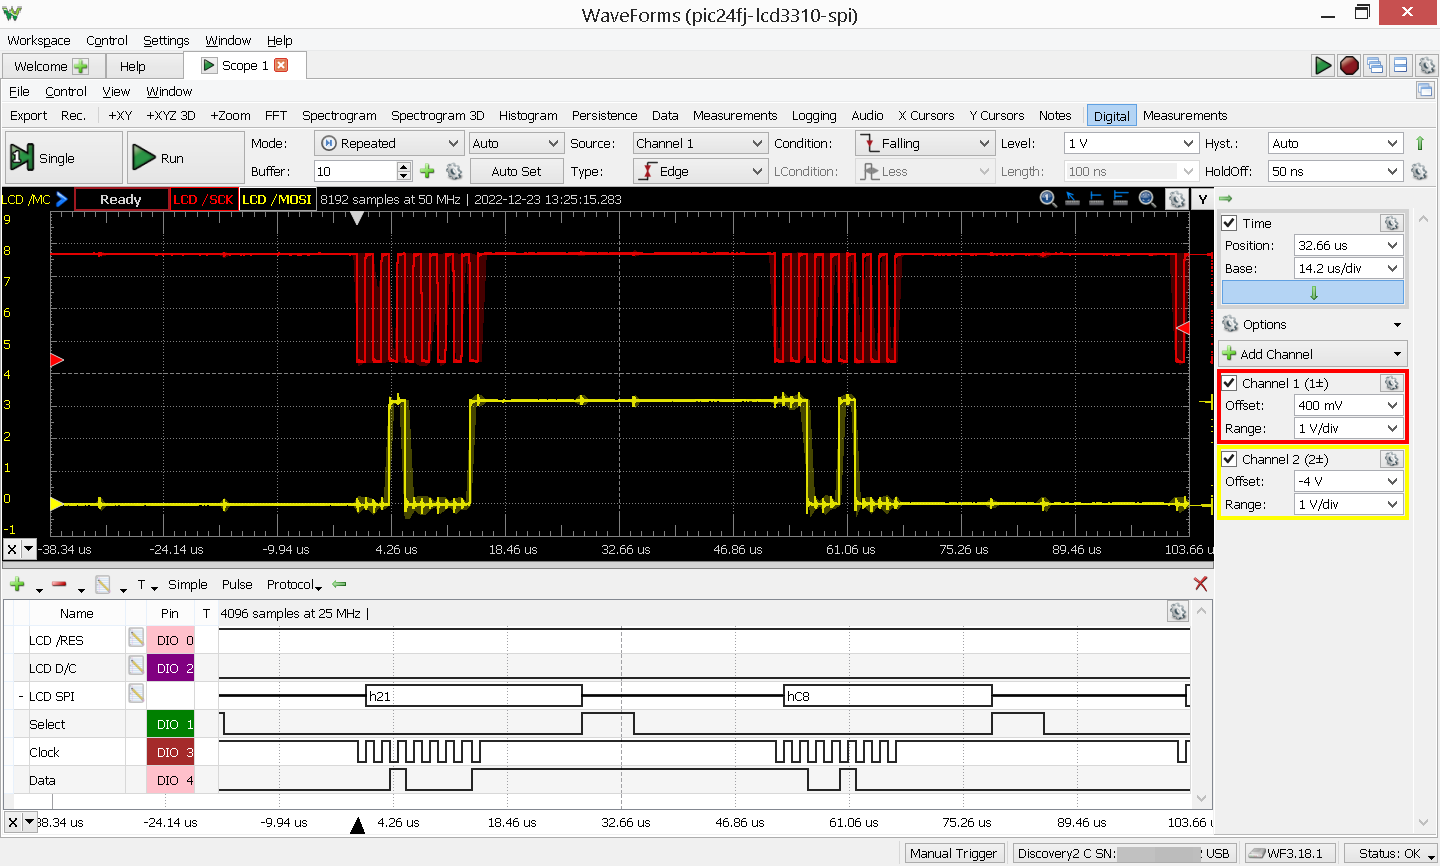 WaveForms (pic24fj-lcd3310-spi)
Workspace Control Settings Window Help
Welcome Help Scope 1
File Control View Window
Export Rec. +XY +XYZ 3D +Zoom FFT Spectrogram Spectrogram 3D Histogram Persistence Data Measurements Logging Audio X Cursors Y Cursors Notes Digital Measurements
Single Run Mode: Repeated Auto Source: Channel 1 Condition: Falling Level: 1 V Hyst.: Auto
Buffer: 10 Auto Set Type: Edge LCondition: Less Length: 100 ns HoldOff: 50 ns
LCD /MC Ready LCD /SCK LCD /MOSI 8192 samples at 50 MHz | 2022-12-23 13:25:15.283 Y
9
8
7
6
5
4
3
2
1
0
-1
X -38.34 us -24.14 us -9.94 us 4.26 us 18.46 us 32.66 us 46.86 us 61.06 us 75.26 us 89.46 us 103.66 u
Time
Position: 32.66 us
Base: 14.2 us/div
Options
Add Channel
Channel 1 (1±)
Offset: 400 mV
Range: 1 V/div
Channel 2 (2±)
Offset: -4 V
Range: 1 V/div
T Simple Pulse Protocol
Name Pin T 4096 samples at 25 MHz |
LCD /RES DIO 0
LCD D/C DIO 2
- LCD SPI h21 hC8
Select DIO 1
Clock DIO 3
Data DIO 4
X 38.34 us -24.14 us -9.94 us 4.26 us 18.46 us 32.66 us 46.86 us 61.06 us 75.26 us 89.46 us 103.66
Manual Trigger Discovery2 C SN: USB WF3.18.1 Status: OK